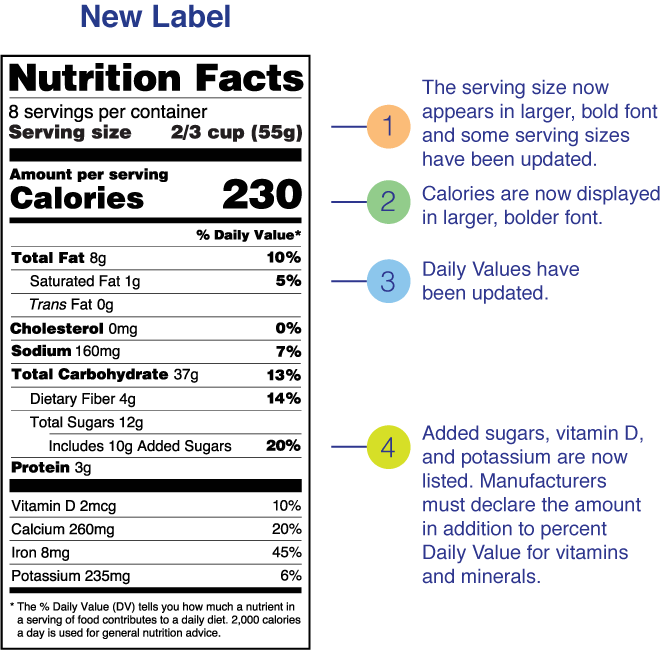 New Label
Nutrition Facts
8 servings per container
Serving size 2/3 cup (55g)
Amount per serving
Calories 230
% Daily Value*
Total Fat 8g 10%
Saturated Fat 1g 5%
Trans Fat 0g
Cholesterol 0mg 0%
Sodium 160mg 7%
Total Carbohydrate 37g 13%
Dietary Fiber 4g 14%
Total Sugars 12g
Includes 10g Added Sugars 20%
Protein 3g
Vitamin D 2mcg 10%
Calcium 260mg 20%
Iron 8mg 45%
Potassium 235mg 6%
* The % Daily Value (DV) tells you how much a nutrient in
a serving of food contributes to a daily diet. 2,000 calories
a day is used for general nutrition advice.
1
The serving size now
appears in larger, bold font
and some serving sizes
have been updated.
2
Calories are now displayed
in larger, bolder font.
3
Daily Values have
been updated.
4
Added sugars, vitamin D,
and potassium are now
listed. Manufacturers
must declare the amount
in addition to percent
Daily Value for vitamins
and minerals.